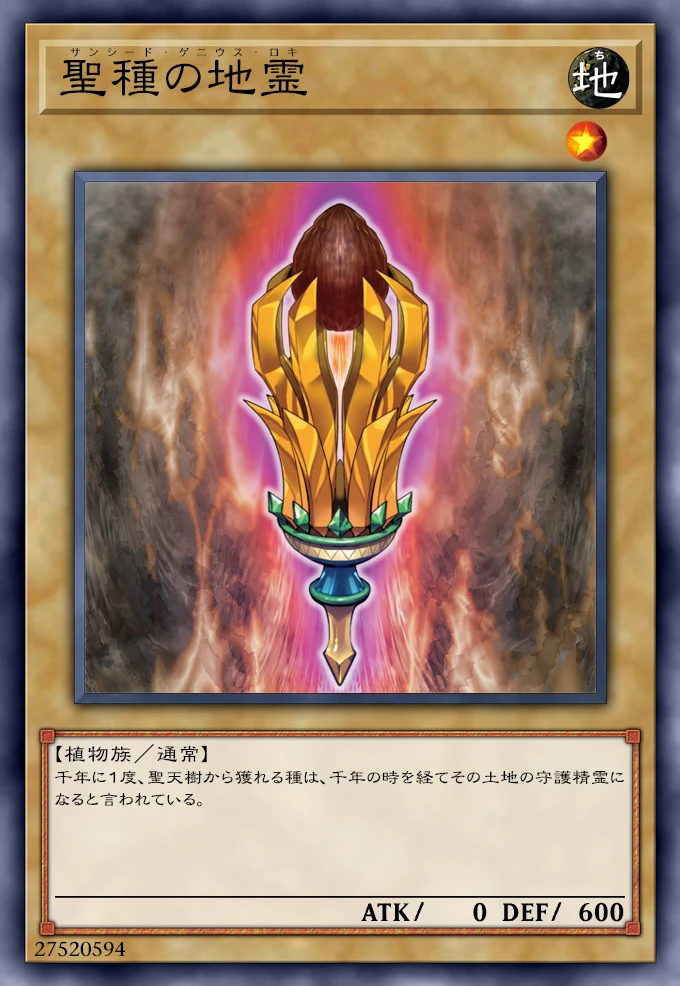 サンシード・ゲニウス・ロキ
聖種の地霊
ち
地
【植物族／通常】
千年に１度、聖天樹から獲れる種は、千年の時を経てその土地の守護精霊に
なると言われている。
ATK/ 0 DEF/ 600
27520594